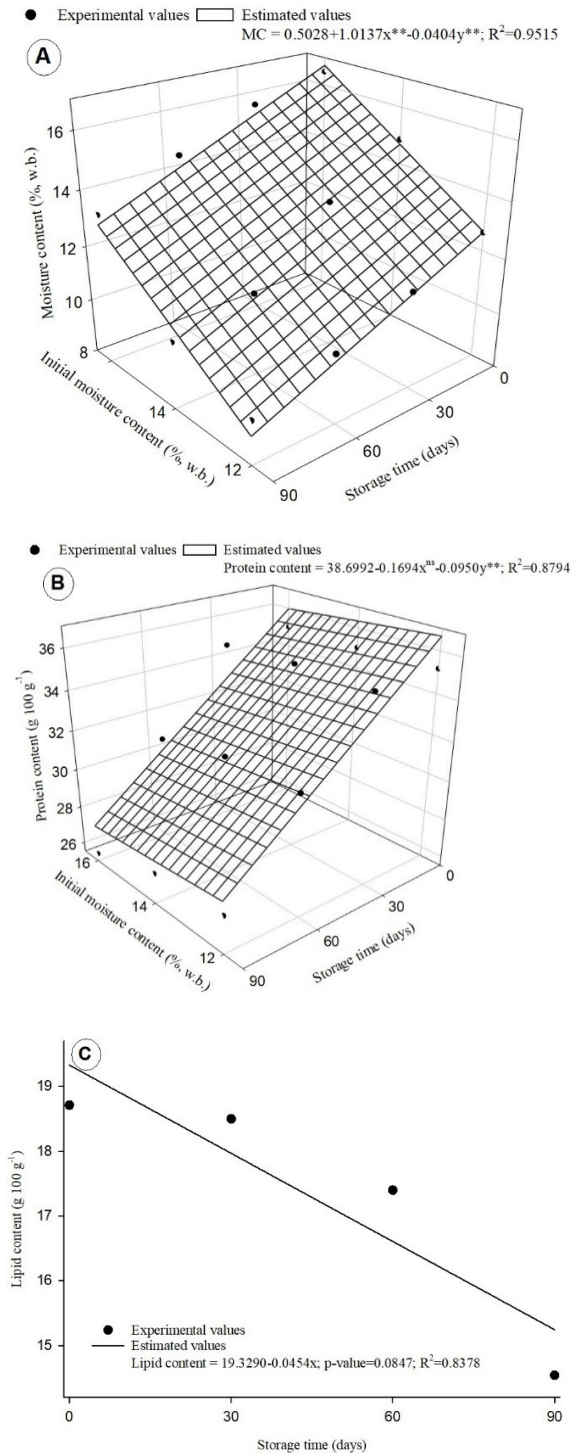 Experimental values Estimated values
MC = 0.5028+1.0137x**-0.0404y**; R²=0.9515
A
16
14
12
10
8
Moisture content (%, w.b.)
Initial moisture content (%, w.b.)
14
12
0
30
60
90
Storage time (days)
Experimental values Estimated values
Protein content = 38.6992-0.1694xⁿˢ-0.0950y**; R²=0.8794
B
36
34
32
30
28
26
Protein content (g 100 g⁻¹)
16
14
12
Initial moisture content (%, w.b.)
0
30
60
90
Storage time (days)
C
19
18
17
16
15
Lipid content (g 100 g⁻¹)
Experimental values
Estimated values
Lipid content = 19.3290-0.0454x; p-value=0.0847; R²=0.8378
0 30 60 90
Storage time (days)